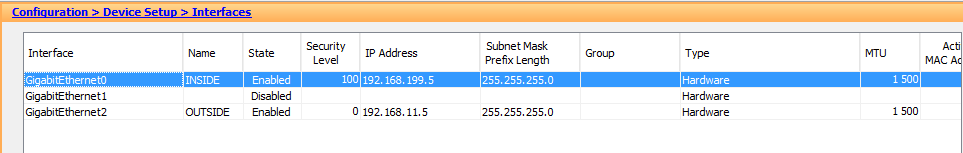 Configuration > Device Setup > Interfaces
Interface Name State Security Level IP Address Subnet Mask Prefix Length Group Type MTU Acti MAC Ad
GigabitEthernet0 INSIDE Enabled 100 192.168.199.5 255.255.255.0 Hardware 1 500
GigabitEthernet1 Disabled Hardware
GigabitEthernet2 OUTSIDE Enabled 0 192.168.11.5 255.255.255.0 Hardware 1 500